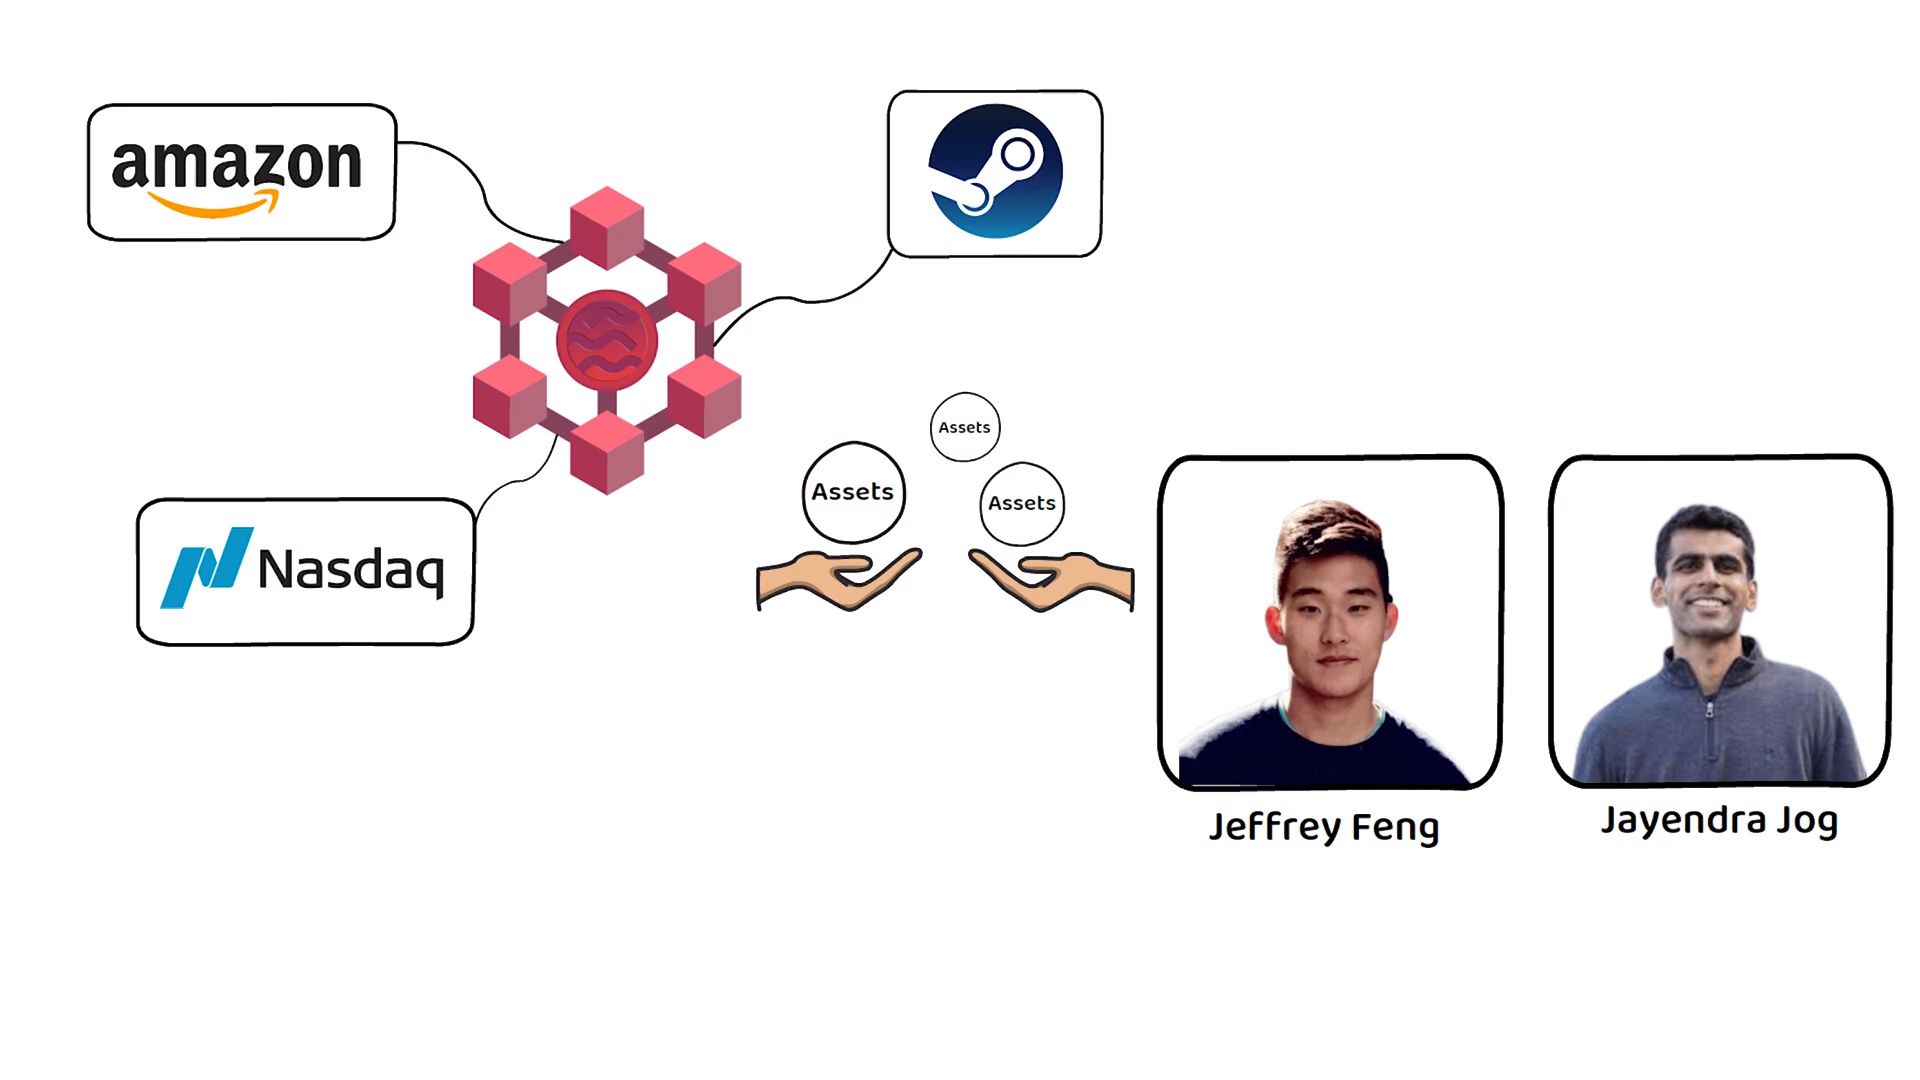 amazon
Assets
Assets
Assets
Nasdaq
Jeffrey Feng
Jayendra Jog